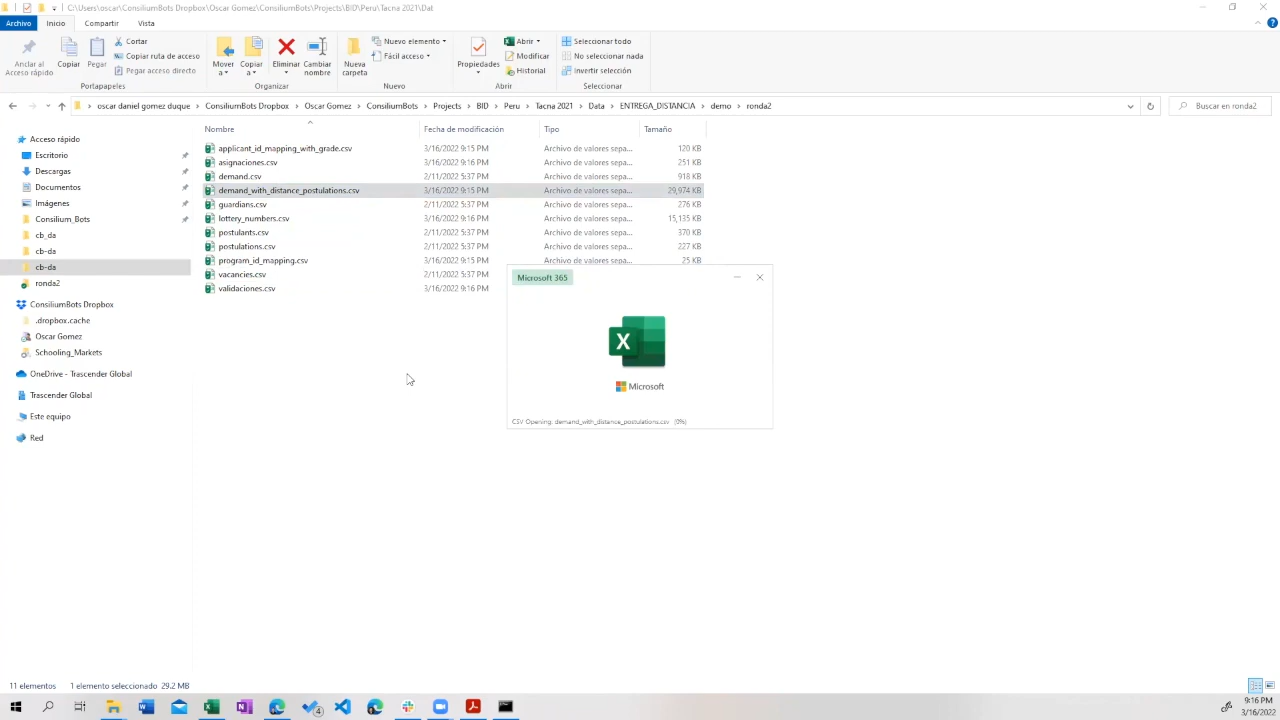 C:\Users\oscar\ConsiliumBots Dropbox\Oscar Gomez\ConsiliumBots\Projects\BID\Peru\Tacna 2021\Dat
Archivo Inicio Compartir Vista
Anclar al Acceso rápido
Copiar
Pegar
Cortar
Copiar ruta de acceso
Pegar acceso directo
Mover a
Copiar a
Eliminar
Cambiar nombre
Nueva carpeta
Nuevo elemento
Fácil acceso
Propiedades
Abrir
Modificar
Historial
Seleccionar todo
No seleccionar nada
Invertir selección
Portapapeles Organizar Nuevo Abrir Seleccionar
oscar daniel gomez duque > ConsiliumBots Dropbox > Oscar Gomez > ConsiliumBots > Projects > BID > Peru > Tacna 2021 > Data > ENTREGA_DISTANCIA > demo > ronda2
Buscar en ronda2
Acceso rápido
Escritorio
Descargas
Documentos
Imágenes
Consilium_Bots
cb_da
cb-da
cb-da
ronda2
ConsiliumBots Dropbox
.dropbox.cache
Oscar Gomez
Schooling_Markets
OneDrive - Trascender Global
Trascender Global
Este equipo
Red
Nombre Fecha de modificación Tipo Tamaño
applicant_id_mapping_with_grade.csv 3/16/2022 9:15 PM Archivo de valores sepa... 120 KB
asignaciones.csv 3/16/2022 9:16 PM Archivo de valores sepa... 251 KB
demand.csv 2/11/2022 5:37 PM Archivo de valores sepa... 918 KB
demand_with_distance_postulations.csv 3/16/2022 9:15 PM Archivo de valores sepa... 29,974 KB
guardians.csv 2/11/2022 5:37 PM Archivo de valores sepa... 276 KB
lottery_numbers.csv 3/16/2022 9:16 PM Archivo de valores sepa... 15,135 KB
postulants.csv 2/11/2022 5:37 PM Archivo de valores sepa... 370 KB
postulations.csv 2/11/2022 5:37 PM Archivo de valores sepa... 227 KB
program_id_mapping.csv 3/16/2022 9:15 PM Archivo de valores sepa... 25 KB
vacancies.csv 2/11/2022 5:37 PM
validaciones.csv 3/16/2022 9:16 PM
Microsoft 365
X
Microsoft
CSV Opening: demand_with_distance_postulations.csv (0%)
11 elementos 1 elemento seleccionado 29.2 MB
9:16 PM
3/16/2022